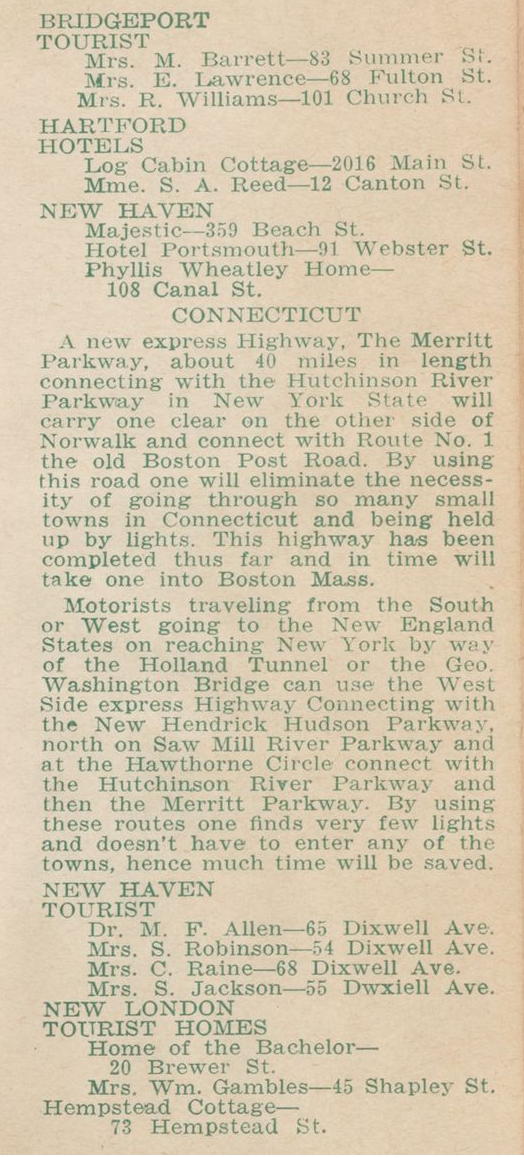 BRIDGEPORT
TOURIST
Mrs. M. Barrett—83 Summer St.
Mrs. E. Lawrence—68 Fulton St.
Mrs. R. Williams—101 Church St.
HARTFORD
HOTELS
Log Cabin Cottage—2016 Main St.
Mme. S. A. Reed—12 Canton St.
NEW HAVEN
Majestic—359 Beach St.
Hotel Portsmouth—91 Webster St.
Phyllis Wheatley Home—
108 Canal St.
CONNECTICUT
A new express Highway, The Merritt
Parkway, about 40 miles in length
connecting with the Hutchinson River
Parkway in New York State will
carry one clear on the other side of
Norwalk and connect with Route No. 1
the old Boston Post Road. By using
this road one will eliminate the necess-
ity of going through so many small
towns in Connecticut and being held
up by lights. This highway has been
completed thus far and in time will
take one into Boston Mass.
Motorists traveling from the South
or West going to the New England
States on reaching New York by way
of the Holland Tunnel or the Geo.
Washington Bridge can use the West
Side express Highway Connecting with
the New Hendrick Hudson Parkway,
north on Saw Mill River Parkway and
at the Hawthorne Circle connect with
the Hutchinson River Parkway and
then the Merritt Parkway. By using
these routes one finds very few lights
and doesn't have to enter any of the
towns, hence much time will be saved.
NEW HAVEN
TOURIST
Dr. M. F. Allen—65 Dixwell Ave.
Mrs. S. Robinson—54 Dixwell Ave.
Mrs. C. Raine—68 Dixwell Ave.
Mrs. S. Jackson—55 Dwxiell Ave.
NEW LONDON
TOURIST HOMES
Home of the Bachelor—
20 Brewer St.
Mrs. Wm. Gambles—45 Shapley St.
Hempstead Cottage—
73 Hempstead St.